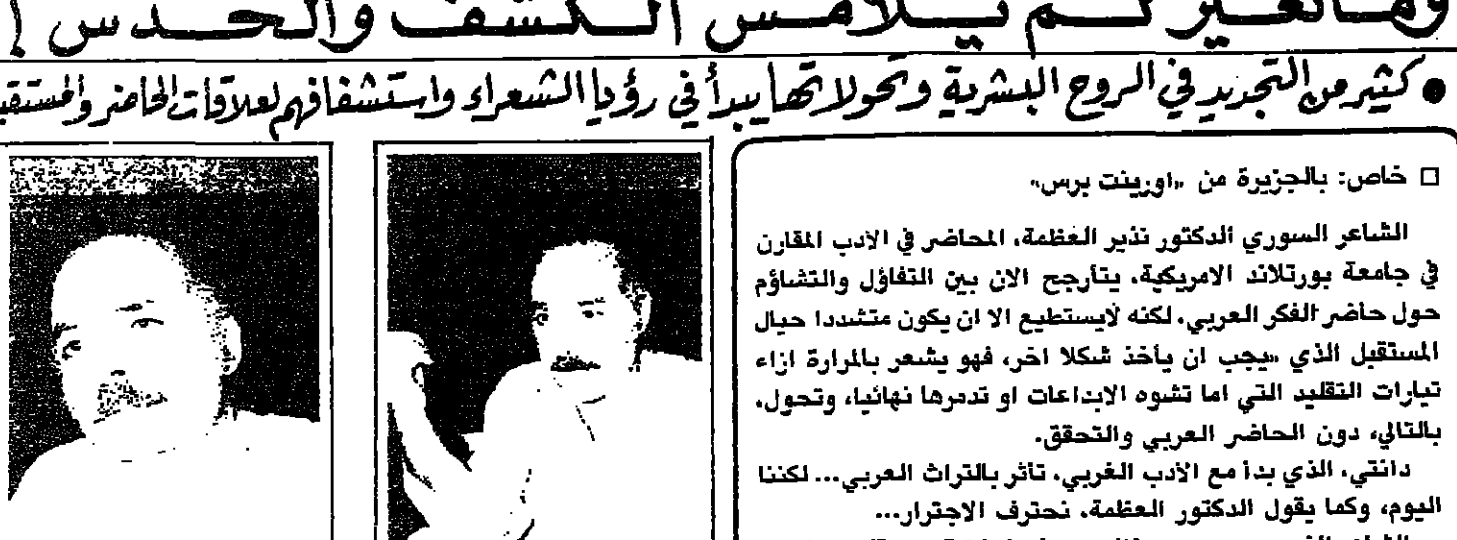 لم يلامس الكشف والحدس!
● كثير من التجديد في الروح البشرية وتحولاتها يبدأ في رؤيا الشعراء واستشفافهم لعلاقات الحاضر والمستقبل
□ خاص: بالجزيرة من «اورينت برس»
الشاعر السوري الدكتور نذير العظمة، المحاضر في الادب المقارن
في جامعة بورتلاند الامريكية، يتأرجح الان بين التفاؤل والتشاؤم
حول حاضر الفكر العربي، لكنه لايستطيع الا ان يكون متشددا حيال
المستقبل الذي «يجب ان يأخذ شكلا اخر، فهو يشعر بالمرارة ازاء
تيارات التقليد التي اما تشوه الابداعات او تدمرها نهائيا، وتحول،
بالتالي، دون الحاضر العربي والتحقق.
دانتي، الذي بدأ مع الأدب الغربي، تأثر بالتراث العربي... لكننا
اليوم، وكما يقول الدكتور العظمة، نحترف الاجترار...